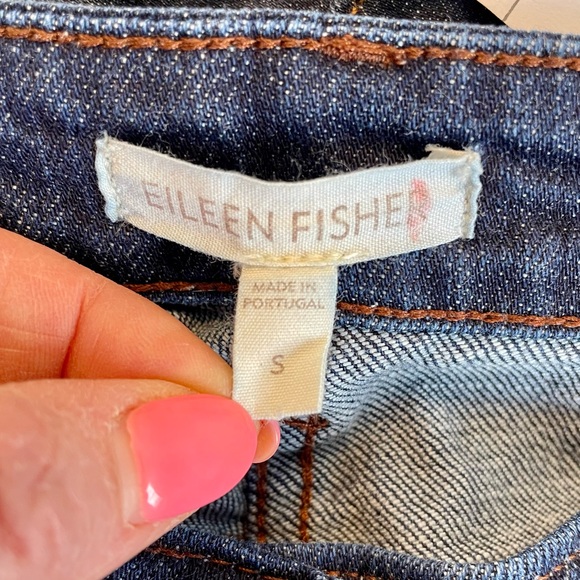 EILEEN FISHER
MADE IN
PORTUGAL
S